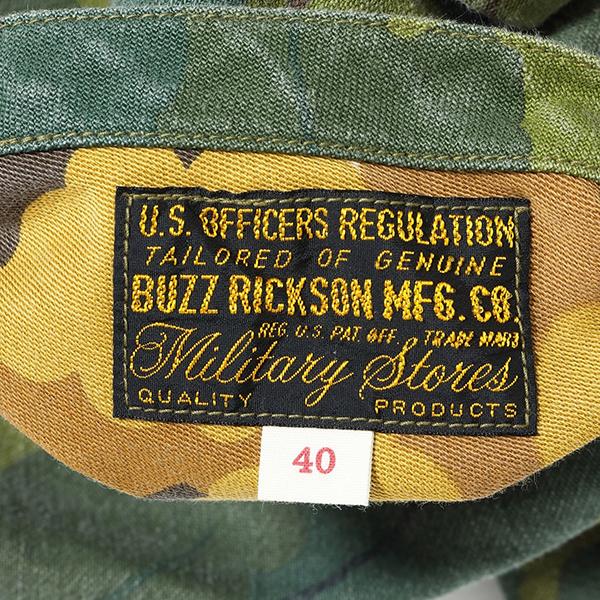 U.S. OFFICERS REGULATION
TAILORED OF GENUINE
BUZZ RICKSON MFG. CO.
REG. U.S. PAT. OFF. TRADE MARK
Military Stores
QUALITY PRODUCTS
40